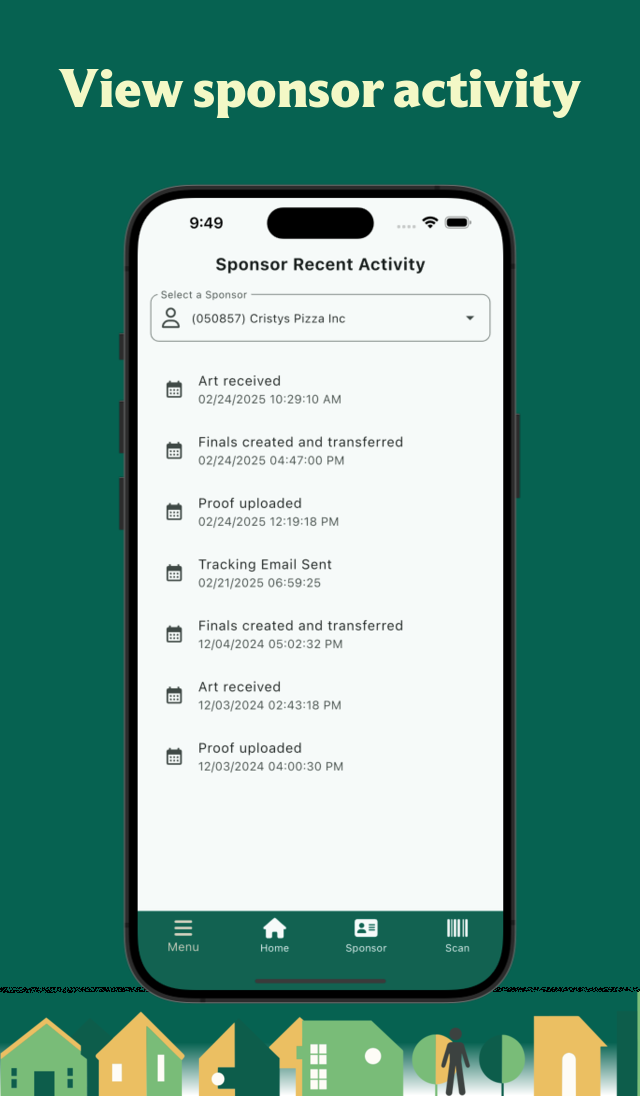 View sponsor activity
9:49
Sponsor Recent Activity
Select a Sponsor
(050857) Cristys Pizza Inc
Art received
02/24/2025 10:29:10 AM
Finals created and transferred
02/24/2025 04:47:00 PM
Proof uploaded
02/24/2025 12:19:18 PM
Tracking Email Sent
02/21/2025 06:59:25
Finals created and transferred
12/04/2024 05:02:32 PM
Art received
12/03/2024 02:43:18 PM
Proof uploaded
12/03/2024 04:00:30 PM
Menu Home Sponsor Scan